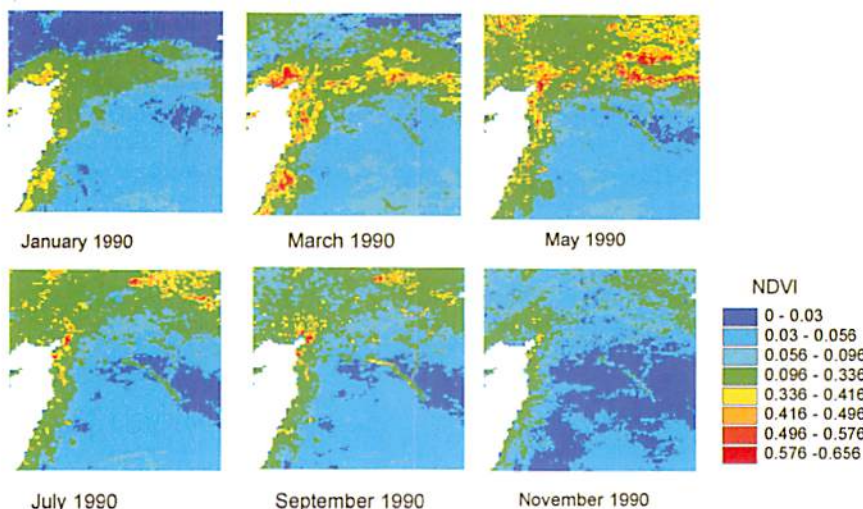 January 1990
March 1990
May 1990
July 1990
September 1990
November 1990
NDVI
0 - 0.03
0.03 - 0.056
0.056 - 0.096
0.096 - 0.336
0.336 - 0.416
0.416 - 0.496
0.496 - 0.576
0.576 -0.656